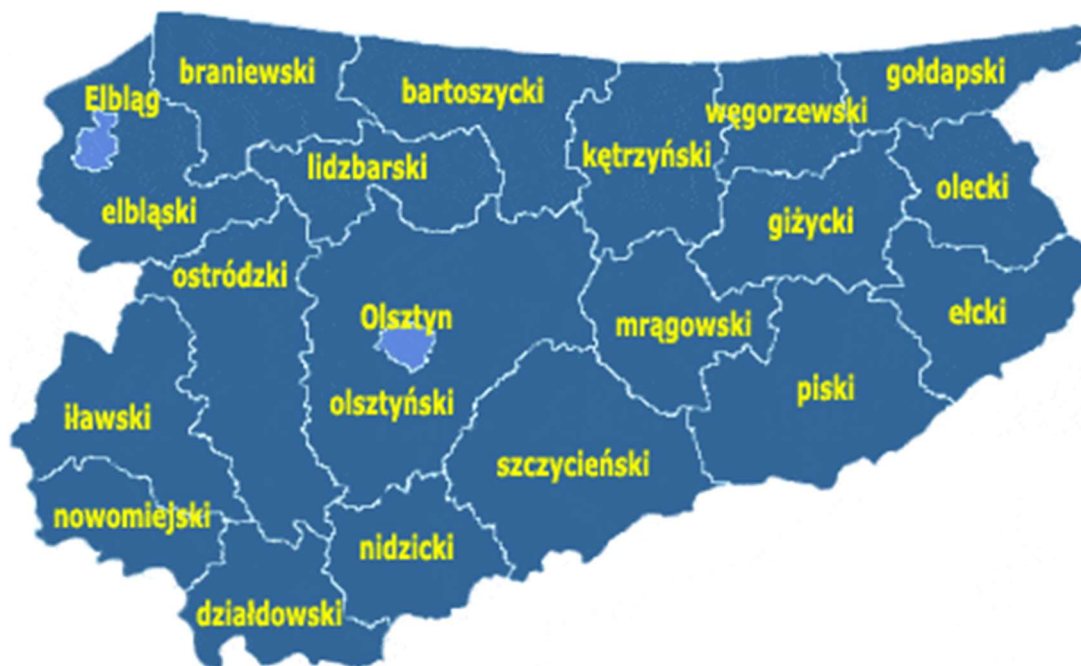 gołdapski
braniewski
bartoszycki
Elbląg
węgorzewski
kętrzyński
lidzbarski
olecki
elbląski
giżycki
ostródzki
ełcki
Olsztyn
mrągowski
piski
olsztyński
iławski
szczycieński
nowomiejski
nidzicki
działdowski